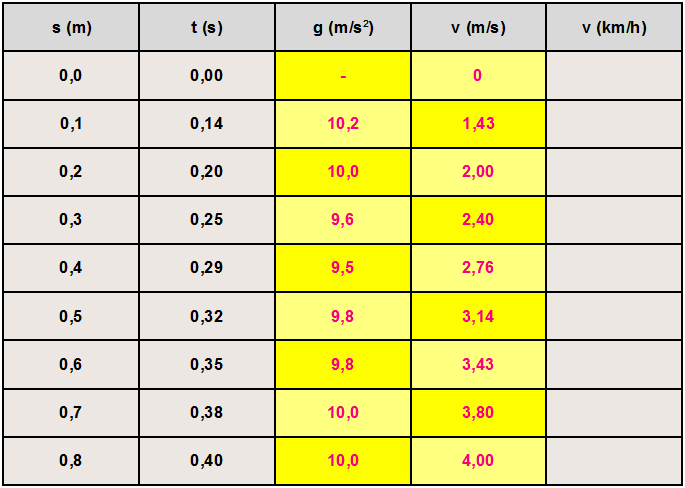 s (m) t (s) g (m/s²) v (m/s) v (km/h)
0,0 0,00 - 0
0,1 0,14 10,2 1,43
0,2 0,20 10,0 2,00
0,3 0,25 9,6 2,40
0,4 0,29 9,5 2,76
0,5 0,32 9,8 3,14
0,6 0,35 9,8 3,43
0,7 0,38 10,0 3,80
0,8 0,40 10,0 4,00